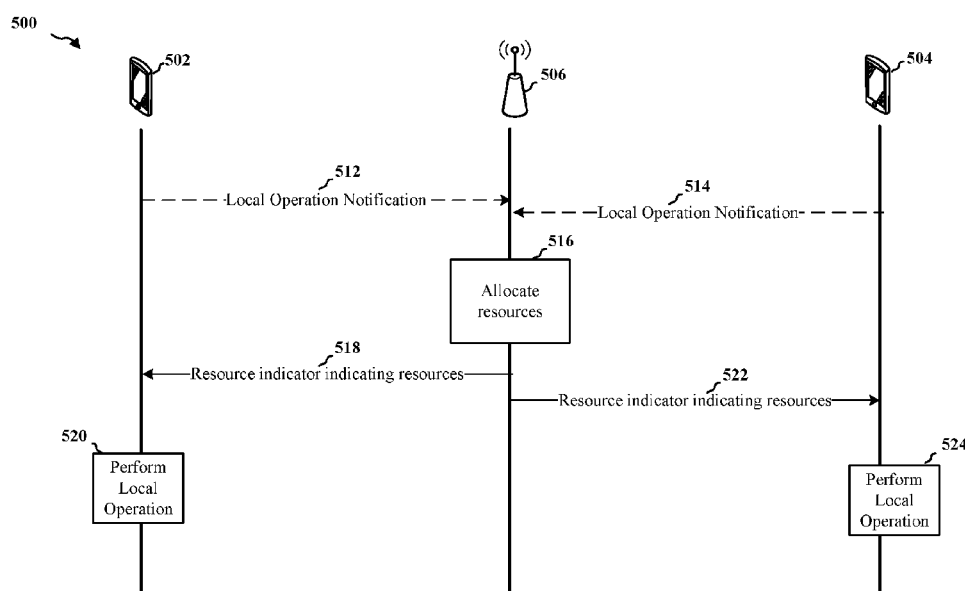 500
502
506
504
512
Local Operation Notification
514
Local Operation Notification
516
Allocate
resources
518
Resource indicator indicating resources
522
Resource indicator indicating resources
520
Perform
Local
Operation
524
Perform
Local
Operation